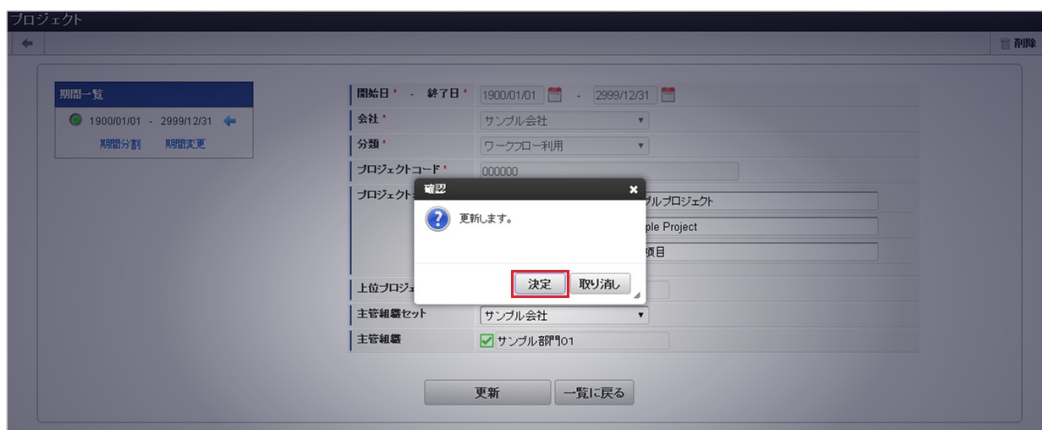 プロジェクト
削除
期間一覧
1900/01/01 - 2999/12/31
期間分割 期間変更
開始日* - 終了日* 1900/01/01 - 2999/12/31
会社* サンプル会社
分類* ワークフロー利用
プロジェクトコード* 000000
プロジェクト
プルプロジェクト
ple Project
项目
確認
更新します。
決定 取り消し
上位プロジェ
主管組織セット サンプル会社
主管組織 サンプル部門01
更新 一覧に戻る